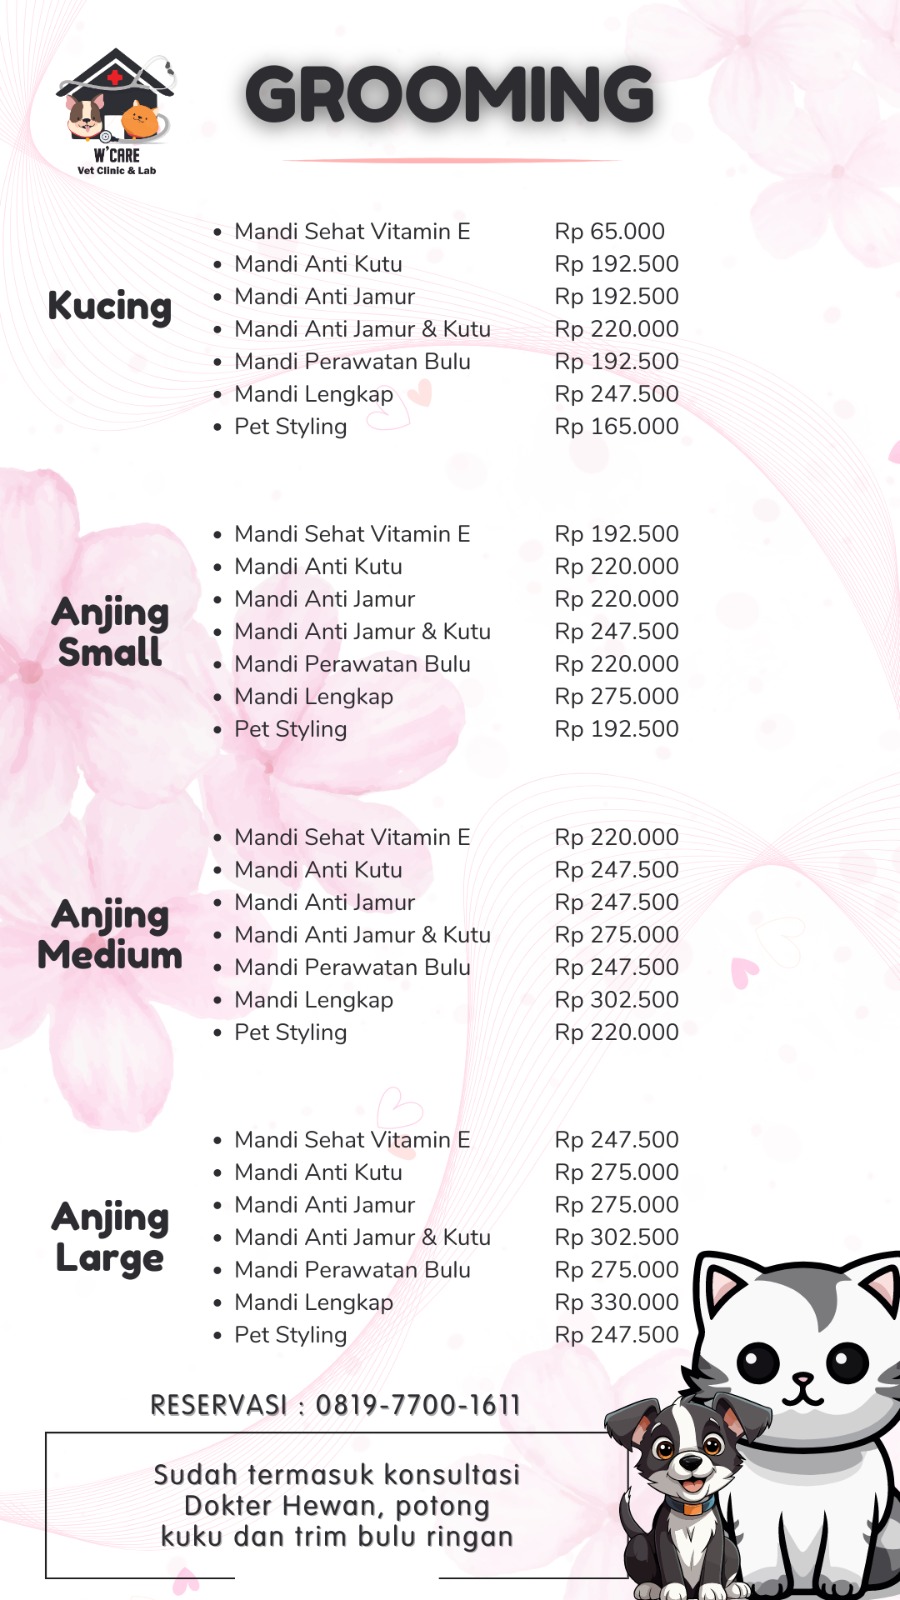 W'CARE
Vet Clinic & Lab
GROOMING
Kucing
• Mandi Sehat Vitamin E Rp 65.000
• Mandi Anti Kutu Rp 192.500
• Mandi Anti Jamur Rp 192.500
• Mandi Anti Jamur & Kutu Rp 220.000
• Mandi Perawatan Bulu Rp 192.500
• Mandi Lengkap Rp 247.500
• Pet Styling Rp 165.000
Anjing
Small
• Mandi Sehat Vitamin E Rp 192.500
• Mandi Anti Kutu Rp 220.000
• Mandi Anti Jamur Rp 220.000
• Mandi Anti Jamur & Kutu Rp 247.500
• Mandi Perawatan Bulu Rp 220.000
• Mandi Lengkap Rp 275.000
• Pet Styling Rp 192.500
Anjing
Medium
• Mandi Sehat Vitamin E Rp 220.000
• Mandi Anti Kutu Rp 247.500
• Mandi Anti Jamur Rp 247.500
• Mandi Anti Jamur & Kutu Rp 275.000
• Mandi Perawatan Bulu Rp 247.500
• Mandi Lengkap Rp 302.500
• Pet Styling Rp 220.000
Anjing
Large
• Mandi Sehat Vitamin E Rp 247.500
• Mandi Anti Kutu Rp 275.000
• Mandi Anti Jamur Rp 275.000
• Mandi Anti Jamur & Kutu Rp 302.500
• Mandi Perawatan Bulu Rp 275.000
• Mandi Lengkap Rp 330.000
• Pet Styling Rp 247.500
RESERVASI : 0819-7700-1611
Sudah termasuk konsultasi
Dokter Hewan, potong
kuku dan trim bulu ringan